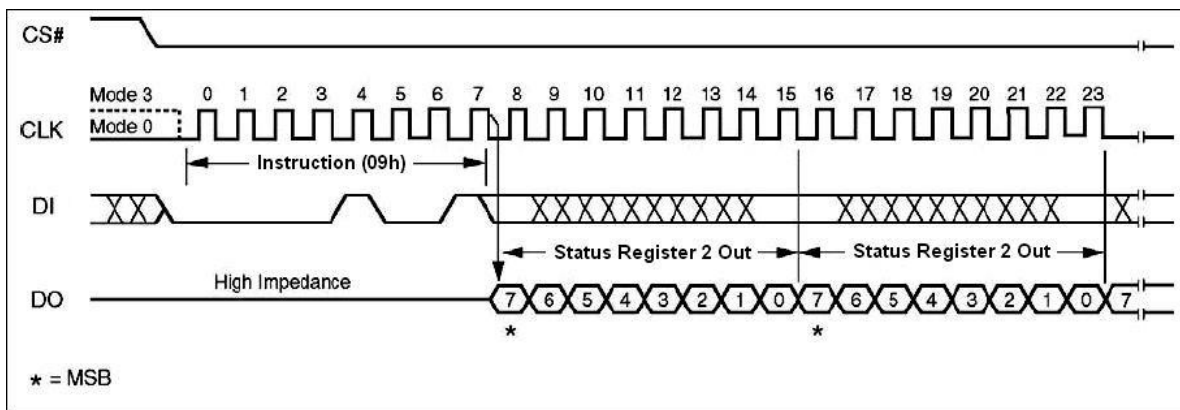 CS#
Mode 3 0 1 2 3 4 5 6 7 8 9 10 11 12 13 14 15 16 17 18 19 20 21 22 23
CLK Mode 0
Instruction (09h)
DI
Status Register 2 Out Status Register 2 Out
High Impedance
DO 7 6 5 4 3 2 1 0 7 6 5 4 3 2 1 0 7
* *
* = MSB